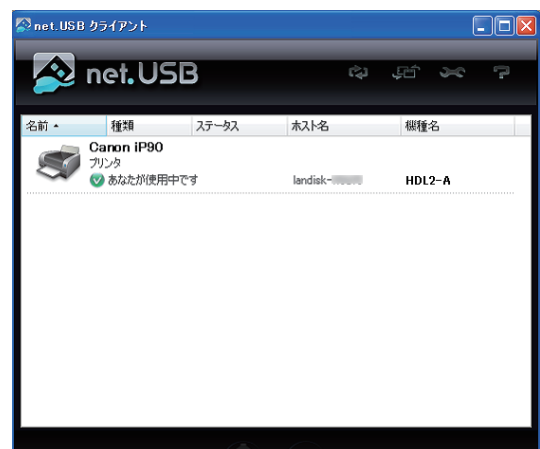 net.USB クライアント
net.USB
名前 種類 ステータス ホスト名 機種名
Canon iP90
プリンタ
あなたが使用中です landisk- HDL2-A